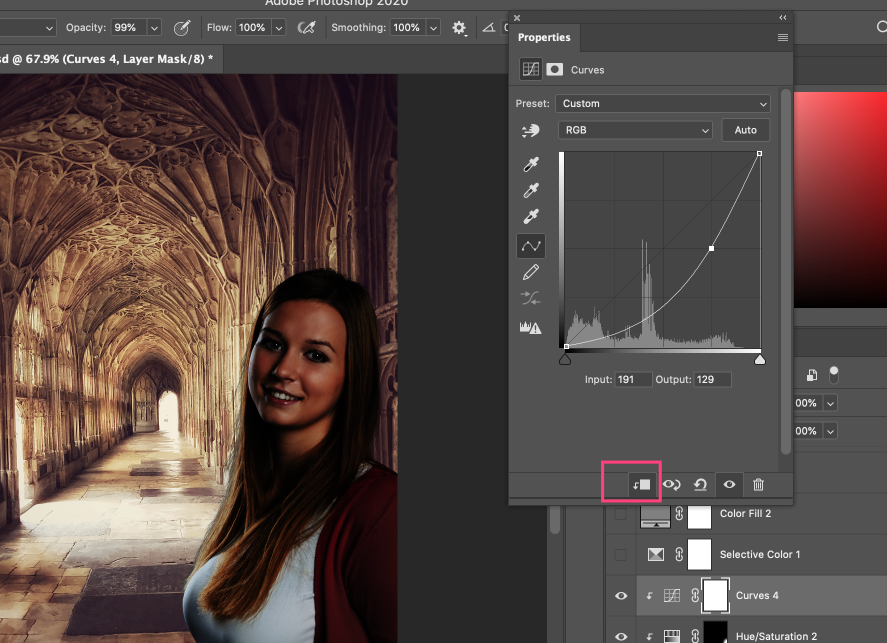 Adobe Photoshop 2020
Opacity: 99% Flow: 100% Smoothing: 100% 0
sd @ 67.9% (Curves 4, Layer Mask/8) *
Properties
Curves
Preset: Custom
RGB Auto
Input: 191 Output: 129
00%
00%
Color Fill 2
Selective Color 1
Curves 4
Hue/Saturation 2